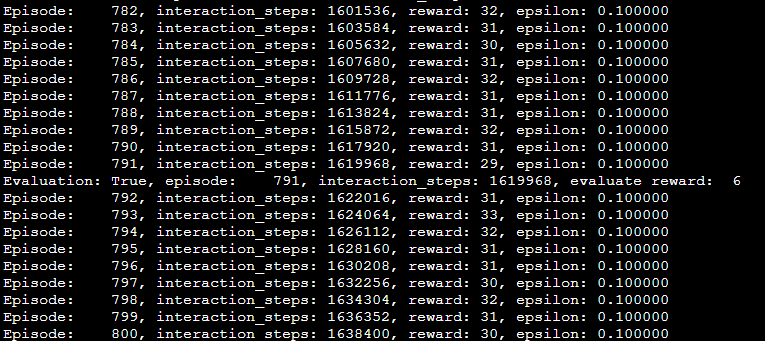 Episode:    782, interaction_steps: 1601536, reward: 32, epsilon: 0.100000
Episode:    783, interaction_steps: 1603584, reward: 31, epsilon: 0.100000
Episode:    784, interaction_steps: 1605632, reward: 30, epsilon: 0.100000
Episode:    785, interaction_steps: 1607680, reward: 31, epsilon: 0.100000
Episode:    786, interaction_steps: 1609728, reward: 32, epsilon: 0.100000
Episode:    787, interaction_steps: 1611776, reward: 31, epsilon: 0.100000
Episode:    788, interaction_steps: 1613824, reward: 31, epsilon: 0.100000
Episode:    789, interaction_steps: 1615872, reward: 32, epsilon: 0.100000
Episode:    790, interaction_steps: 1617920, reward: 31, epsilon: 0.100000
Episode:    791, interaction_steps: 1619968, reward: 29, epsilon: 0.100000
Evaluation: True, episode:    791, interaction_steps: 1619968, evaluate reward:  6
Episode:    792, interaction_steps: 1622016, reward: 31, epsilon: 0.100000
Episode:    793, interaction_steps: 1624064, reward: 33, epsilon: 0.100000
Episode:    794, interaction_steps: 1626112, reward: 32, epsilon: 0.100000
Episode:    795, interaction_steps: 1628160, reward: 31, epsilon: 0.100000
Episode:    796, interaction_steps: 1630208, reward: 31, epsilon: 0.100000
Episode:    797, interaction_steps: 1632256, reward: 30, epsilon: 0.100000
Episode:    798, interaction_steps: 1634304, reward: 32, epsilon: 0.100000
Episode:    799, interaction_steps: 1636352, reward: 31, epsilon: 0.100000
Episode:    800, interaction_steps: 1638400, reward: 30, epsilon: 0.100000